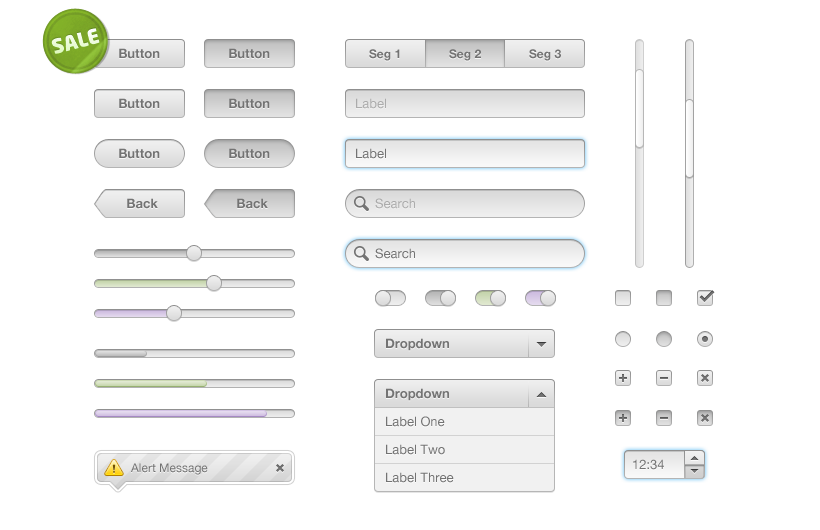 SALE
Button
Button
Seg 1
Seg 2
Seg 3
Button
Button
Label
Button
Button
Label
Back
Back
Search
Search
Dropdown
Dropdown
Label One
Label Two
Label Three
Alert Message
12:34